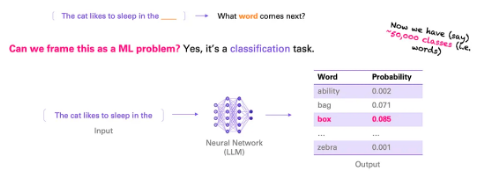 [ The cat likes to sleep in the ___ ] What word comes next?
Now we have (say)
~50,000 classes (i.e.
words)
Can we frame this as a ML problem? Yes, it's a classification task.
Word Probability
ability 0.002
bag 0.071
box 0.085
... ...
zebra 0.001
[ The cat likes to sleep in the ]
Input
Neural Network
(LLM)
Output